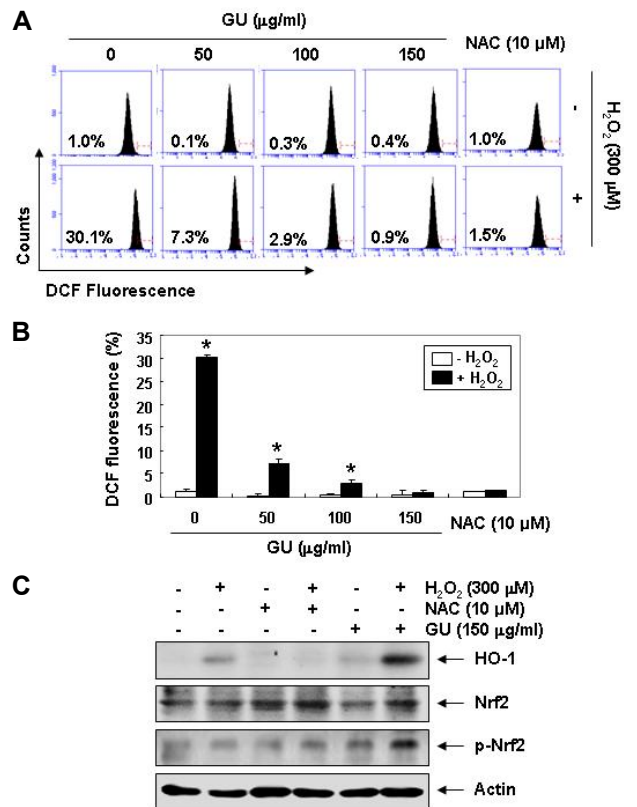 A
GU (μg/ml)
NAC (10 μM)
0 50 100 150
1.0% 0.1% 0.3% 0.4% 1.0%
-
30.1% 7.3% 2.9% 0.9% 1.5%
+
H₂O₂ (300 μM)
Counts
DCF Fluorescence
B
DCF fluorescence (%)
35
30
25
20
15
10
5
0
* * *
- H₂O₂
+ H₂O₂
0 50 100 150 NAC (10 μM)
GU (μg/ml)
C
- + - + - + H₂O₂ (300 μM)
- - + + - - NAC (10 μM)
- - - - + + GU (150 μg/ml)
HO-1
Nrf2
p-Nrf2
Actin